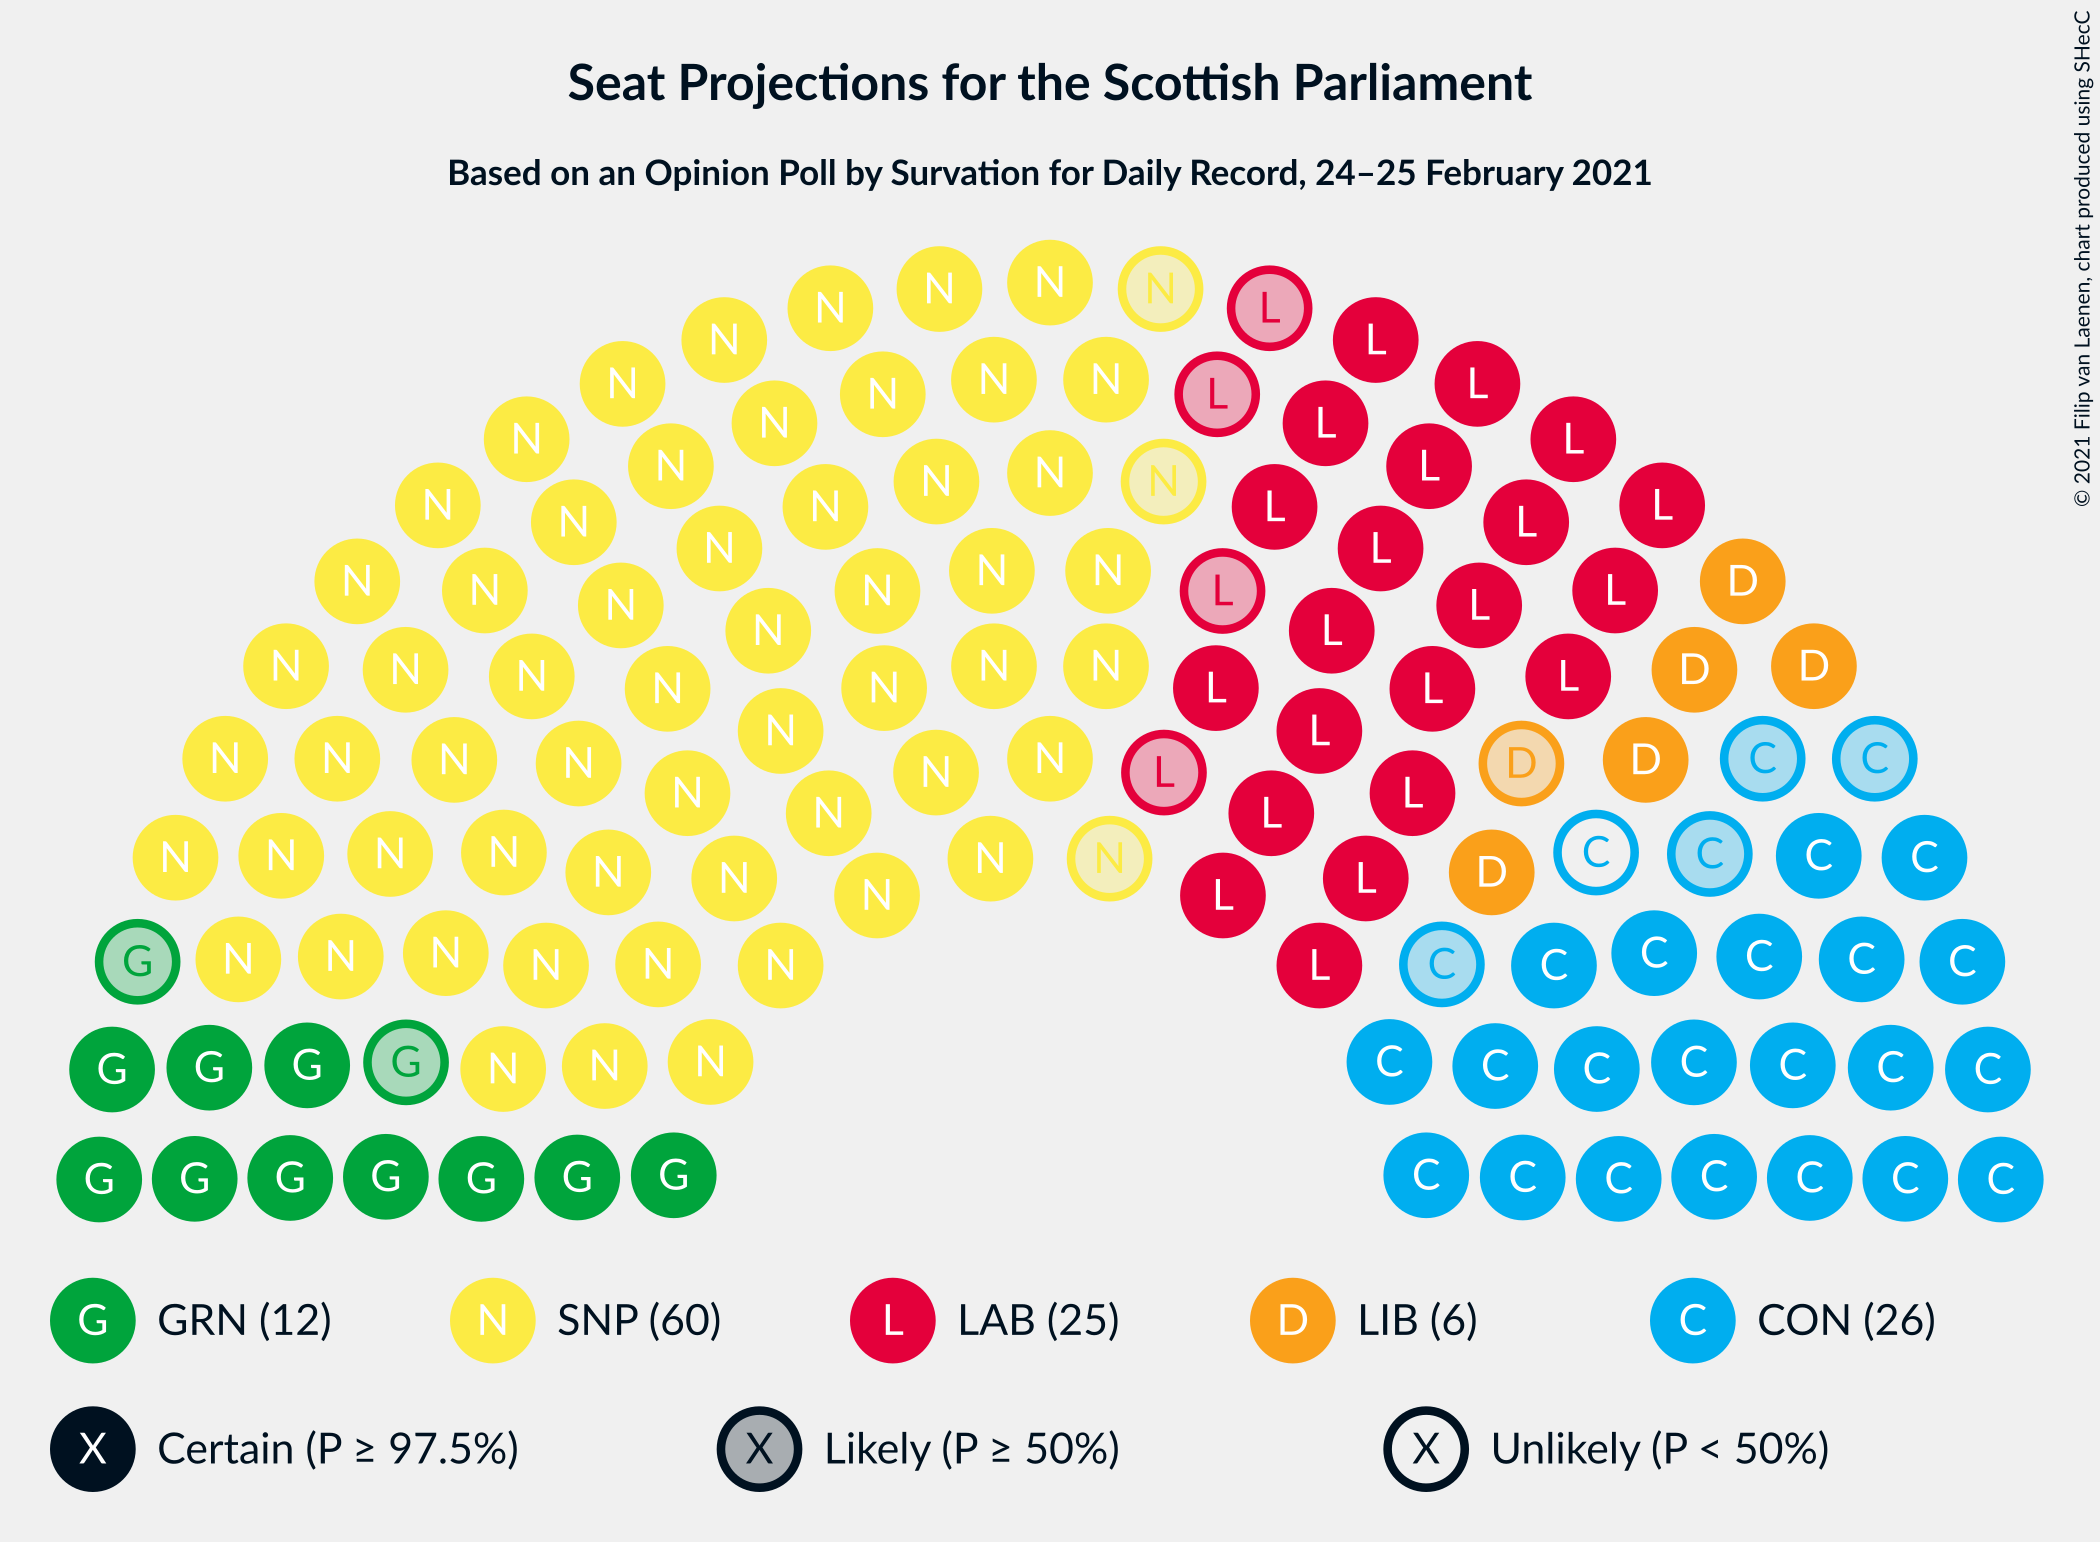 Seat Projections for the Scottish Parliament
Based on an Opinion Poll by Survation for Daily Record, 24–25 February 2021
© 2021 Filip van Laenen, chart produced using SHecC
N N N N L
N N L L
N N N N L L
N N N L
N N N L L
N N N N L L
N N N L L
N N N L L D
N N N L L
N N N N L L D D
N N N N L L
N N N N N L D D C C
N N N L L
N N N N N N L D C C C C
N N N L L
G N N N N N N L C C C C C C
G G G G N N N C C C C C C C
G G G G G G G C C C C C C C
G GRN (12) N SNP (60) L LAB (25) D LIB (6) C CON (26)
X Certain (P ≥ 97.5%) X Likely (P ≥ 50%) X Unlikely (P < 50%)